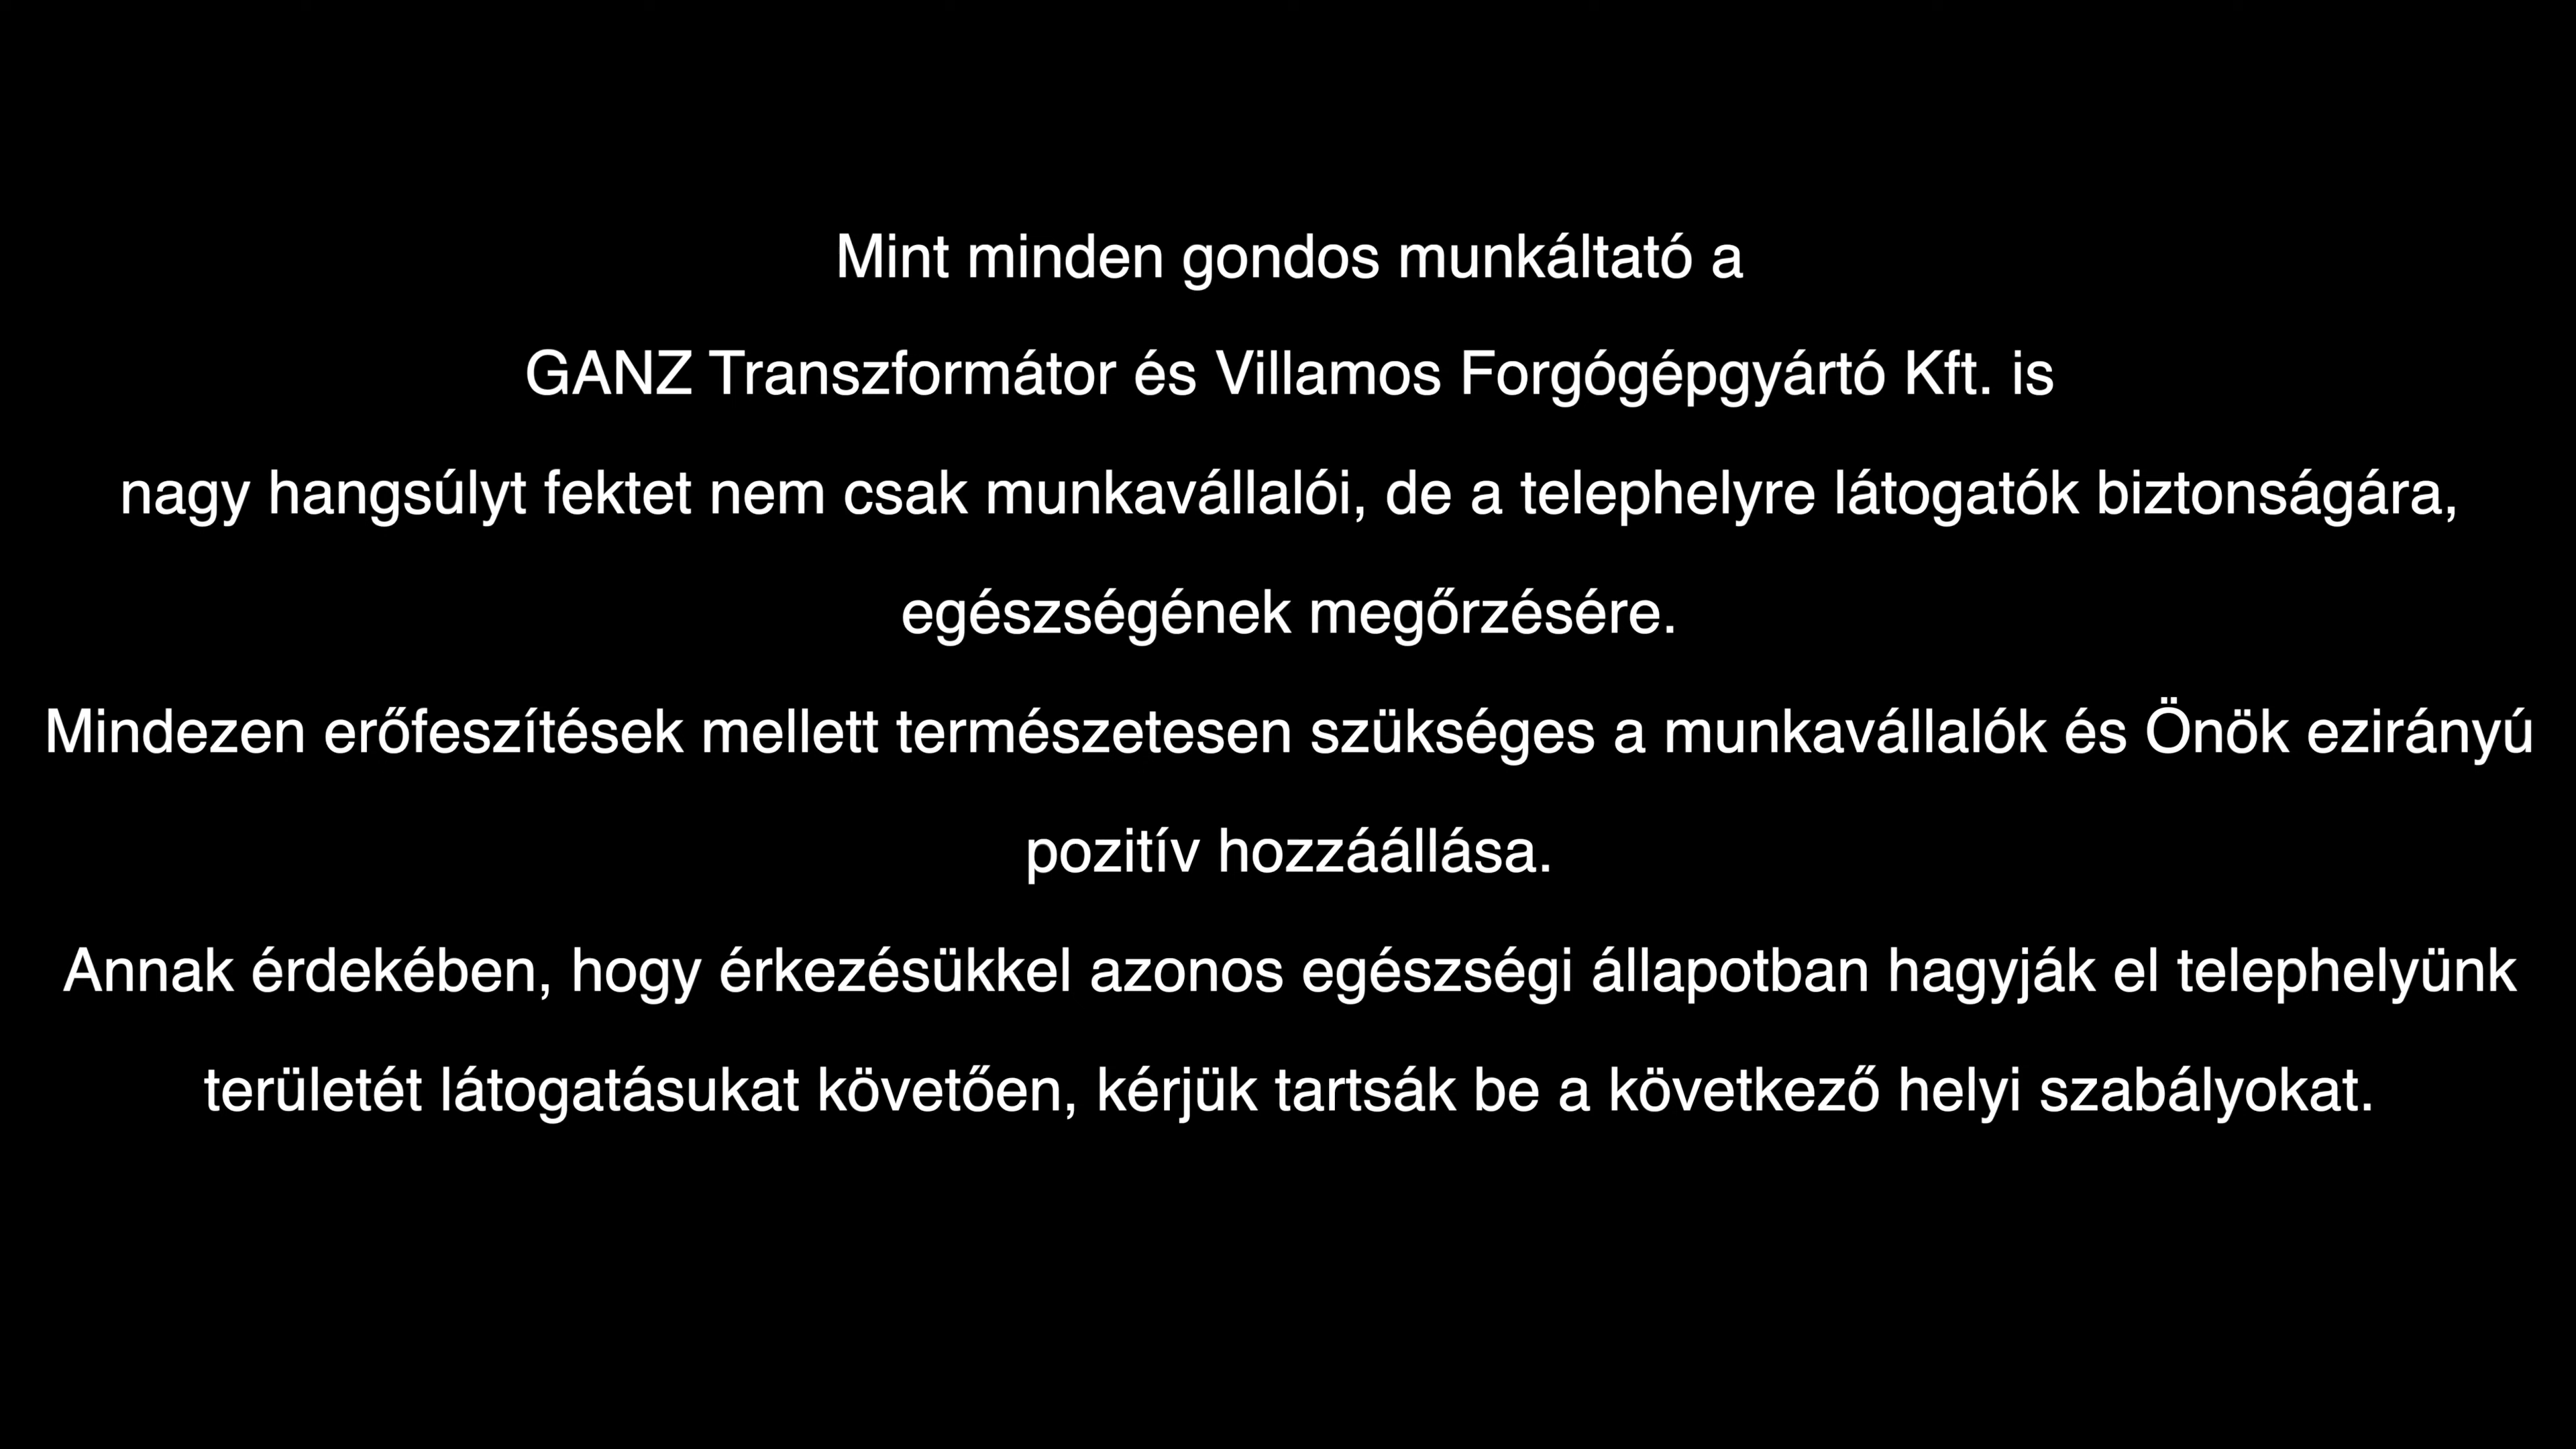 Mint minden gondos munkáltató a
GANZ Transzformátor és Villamos Forgógépgyártó Kft. is
nagy hangsúlyt fektet nem csak munkavállalói, de a telephelyre látogatók biztonságára,
egészségének megőrzésére.
Mindezen erőfeszítések mellett természetesen szükséges a munkavállalók és Önök ezirányú
pozitív hozzáállása.
Annak érdekében, hogy érkezésükkel azonos egészségi állapotban hagyják el telephelyünk
területét látogatásukat követően, kérjük tartsák be a következő helyi szabályokat.